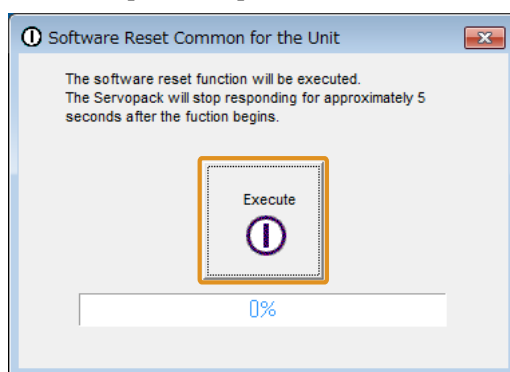 Software Reset Common for the Unit
The software reset function will be executed.
The Servopack will stop responding for approximately 5
seconds after the fuction begins.
Execute
0%